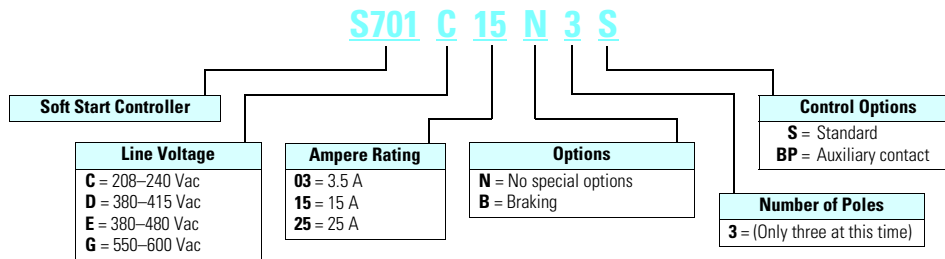 S701 C 15 N 3 S
Soft Start Controller
Line Voltage
C = 208–240 Vac
D = 380–415 Vac
E = 380–480 Vac
G = 550–600 Vac
Ampere Rating
03 = 3.5 A
15 = 15 A
25 = 25 A
Options
N = No special options
B = Braking
Control Options
S = Standard
BP = Auxiliary contact
Number of Poles
3 = (Only three at this time)